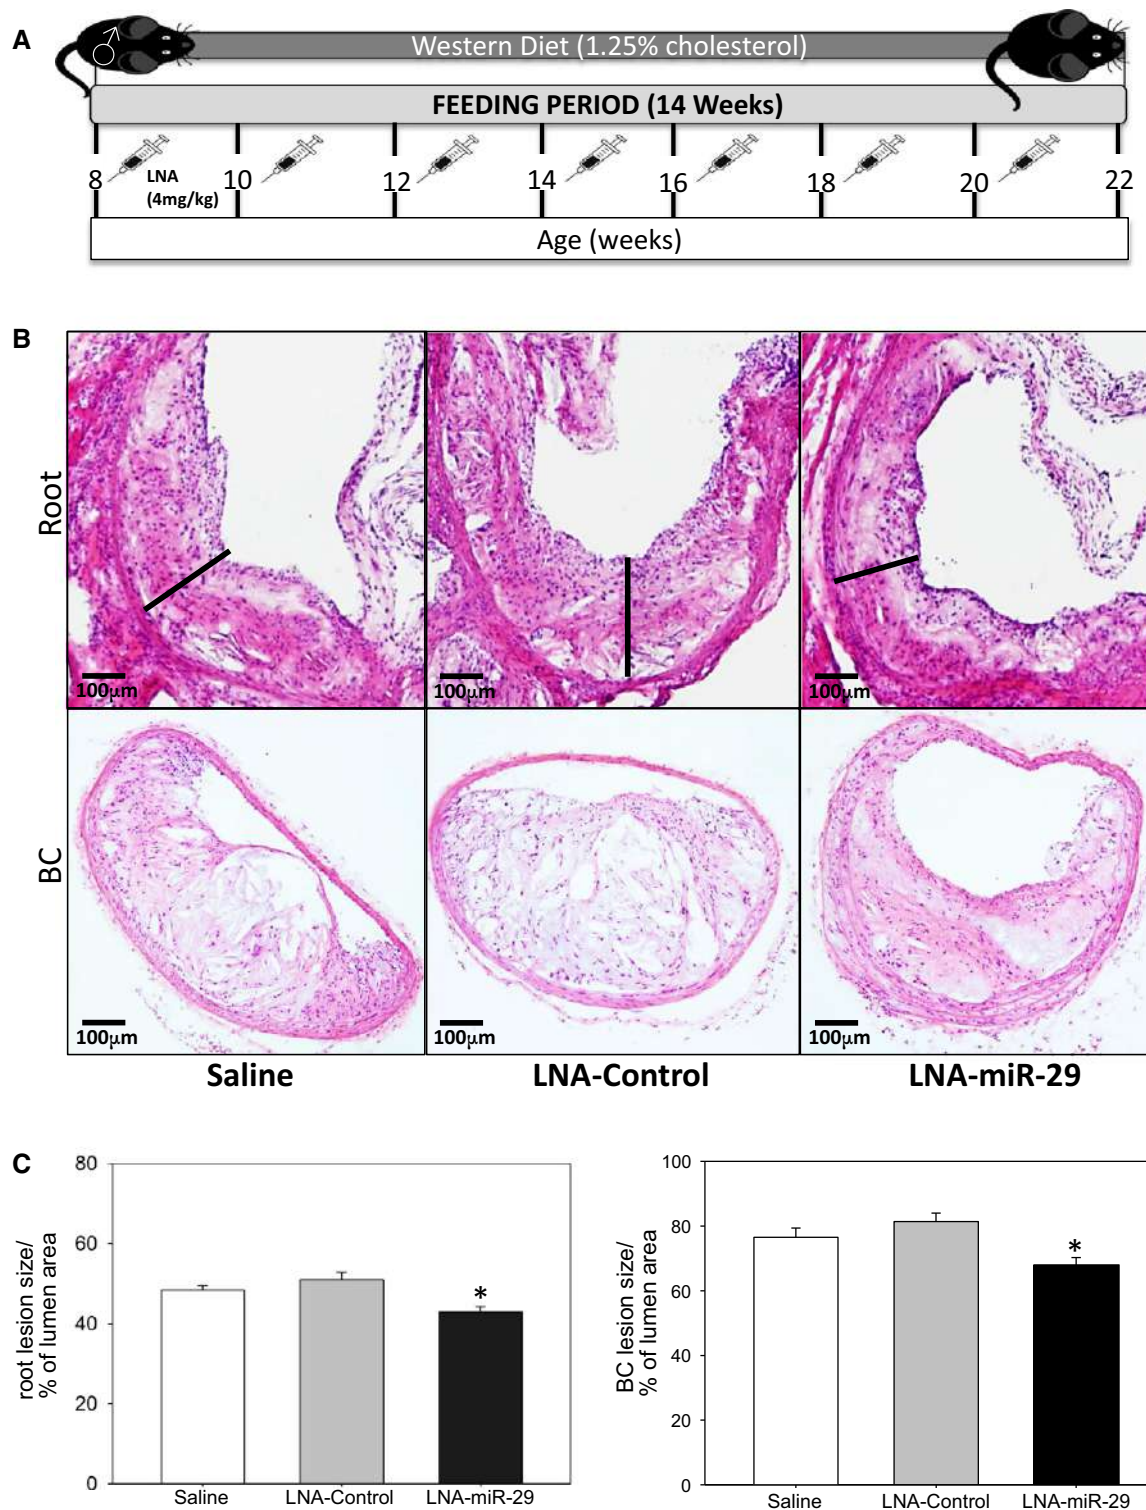 A
♂
Western Diet (1.25% cholesterol)
FEEDING PERIOD (14 Weeks)
8 10 12 14 16 18 20 22
LNA
(4mg/kg)
Age (weeks)
B
Root
100µm 100µm 100µm
BC
100µm 100µm 100µm
Saline LNA-Control LNA-miR-29
C
root lesion size/
% of lumen area
80
60
40
20
0
*
Saline LNA-Control LNA-miR-29
BC lesion size/
% of lumen area
100
80
60
40
20
0
*
Saline LNA-Control LNA-miR-29